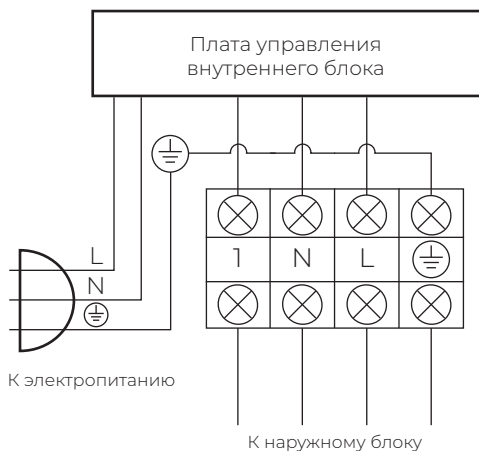 Плата управления
внутреннего блока
L
N
1 N L
К электропитанию
К наружному блоку